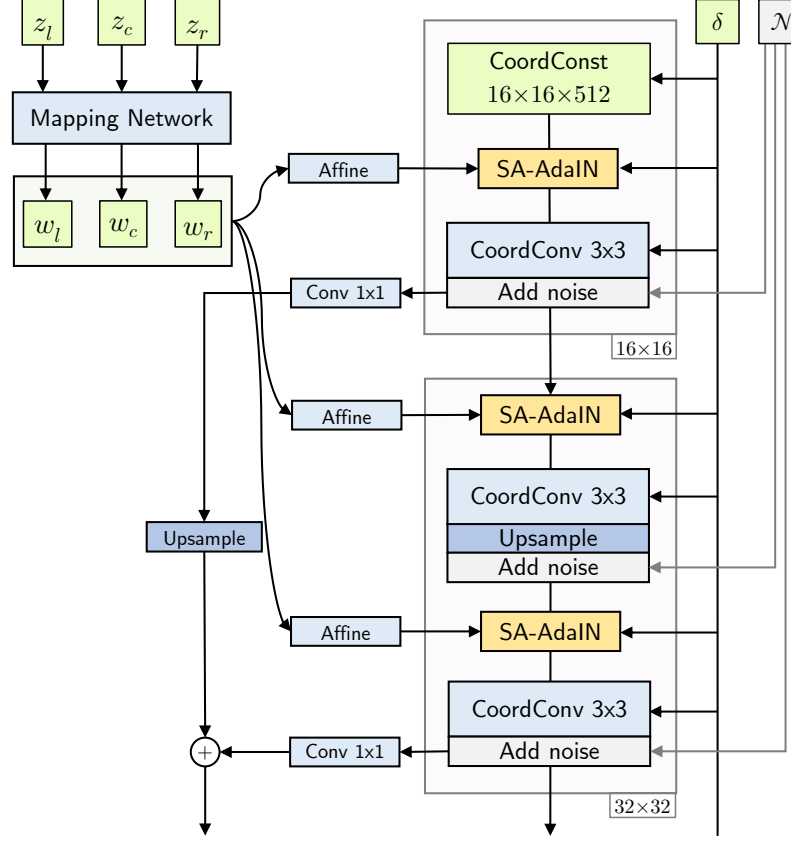 z_l z_c z_r
δ
𝒩
CoordConst
16×16×512
Mapping Network
Affine
SA-AdaIN
w_l w_c w_r
CoordConv 3x3
Conv 1x1
Add noise
16×16
Affine
SA-AdaIN
CoordConv 3x3
Upsample
Upsample
Add noise
Affine
SA-AdaIN
CoordConv 3x3
+
Conv 1x1
Add noise
32×32